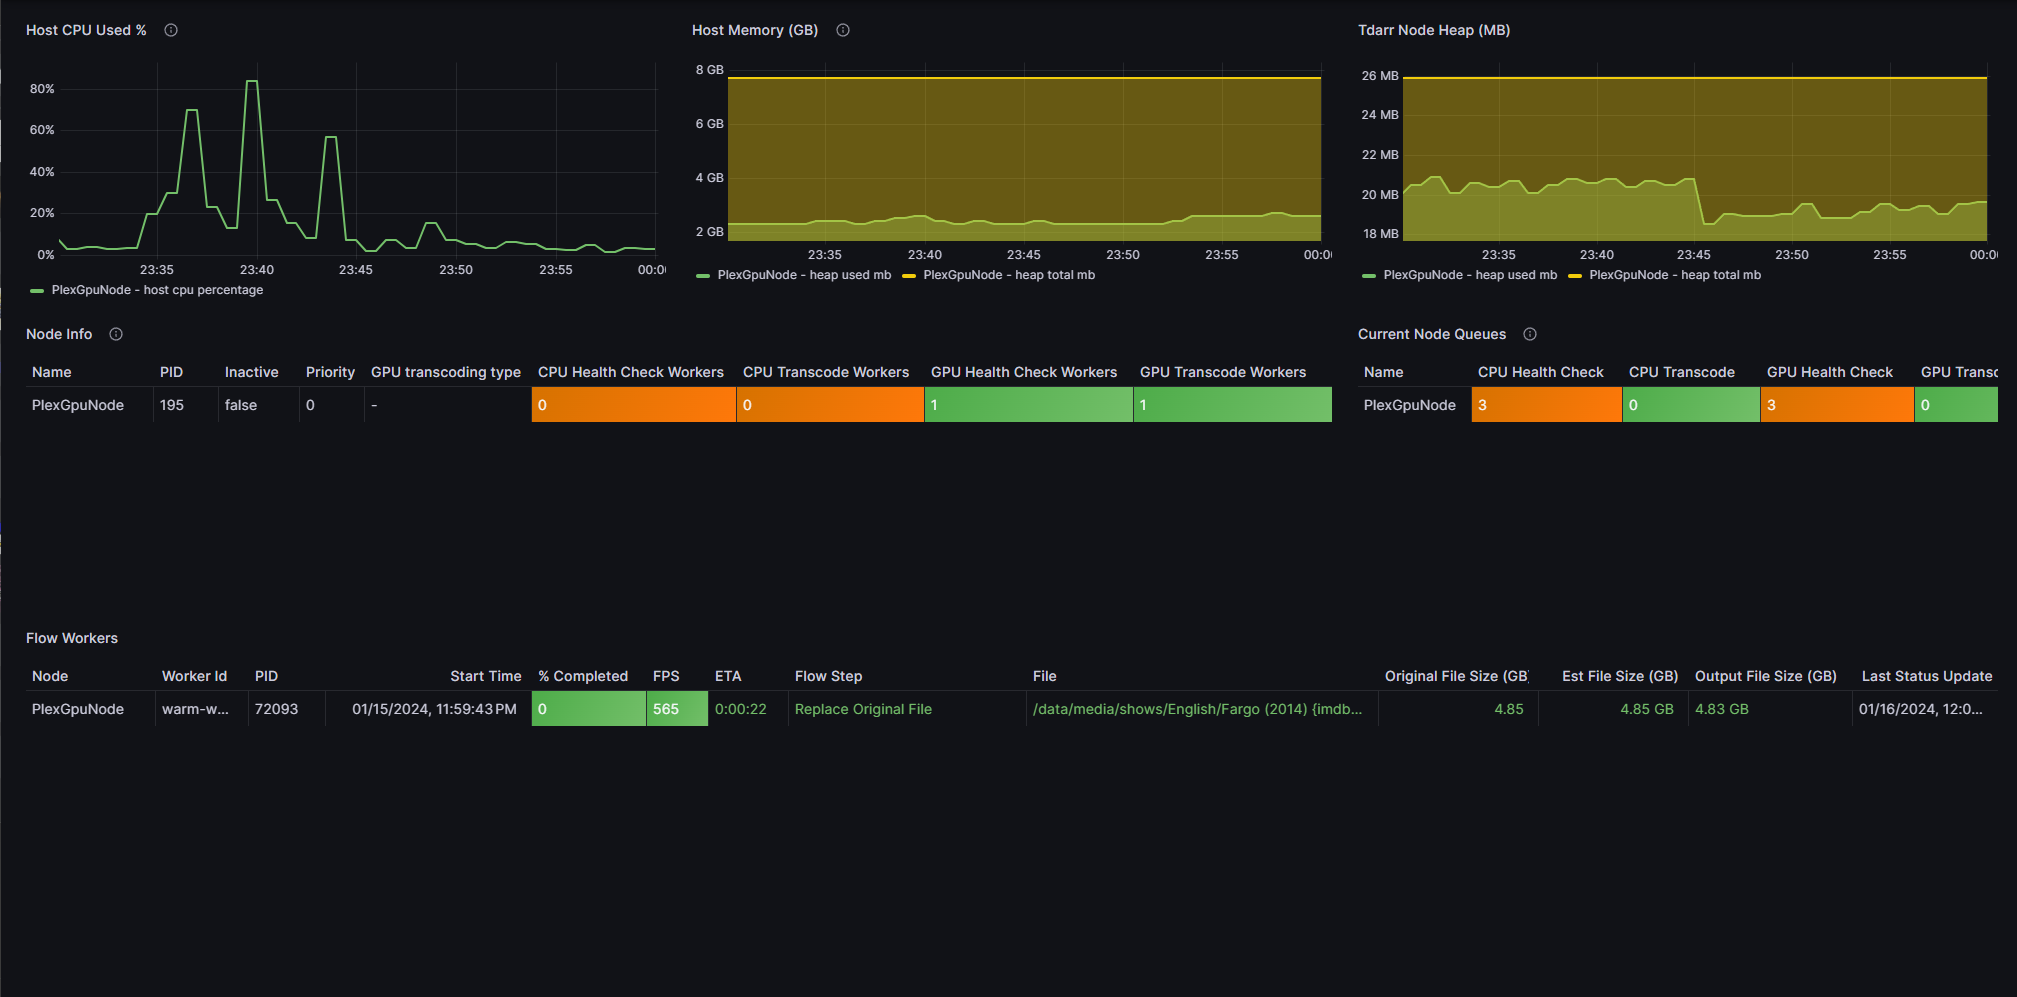 Host CPU Used %
80%
60%
40%
20%
0%
23:35 23:40 23:45 23:50 23:55 00:0
PlexGpuNode - host cpu percentage
Host Memory (GB)
8 GB
6 GB
4 GB
2 GB
23:35 23:40 23:45 23:50 23:55 00:0
PlexGpuNode - heap used mb PlexGpuNode - heap total mb
Tdarr Node Heap (MB)
26 MB
24 MB
22 MB
20 MB
18 MB
23:35 23:40 23:45 23:50 23:55 00:0
PlexGpuNode - heap used mb PlexGpuNode - heap total mb
Node Info
Name PID Inactive Priority GPU transcoding type CPU Health Check Workers CPU Transcode Workers GPU Health Check Workers GPU Transcode Workers
PlexGpuNode 195 false 0 - 0 0 1 1
Current Node Queues
Name CPU Health Check CPU Transcode GPU Health Check GPU Transc
PlexGpuNode 3 0 3 0
Flow Workers
Node Worker Id PID Start Time % Completed FPS ETA Flow Step File Original File Size (GB) Est File Size (GB) Output File Size (GB) Last Status Update
PlexGpuNode warm-w... 72093 01/15/2024, 11:59:43 PM 0 565 0:00:22 Replace Original File /data/media/shows/English/Fargo (2014) {imdb... 4.85 4.85 GB 4.83 GB 01/16/2024, 12:0...